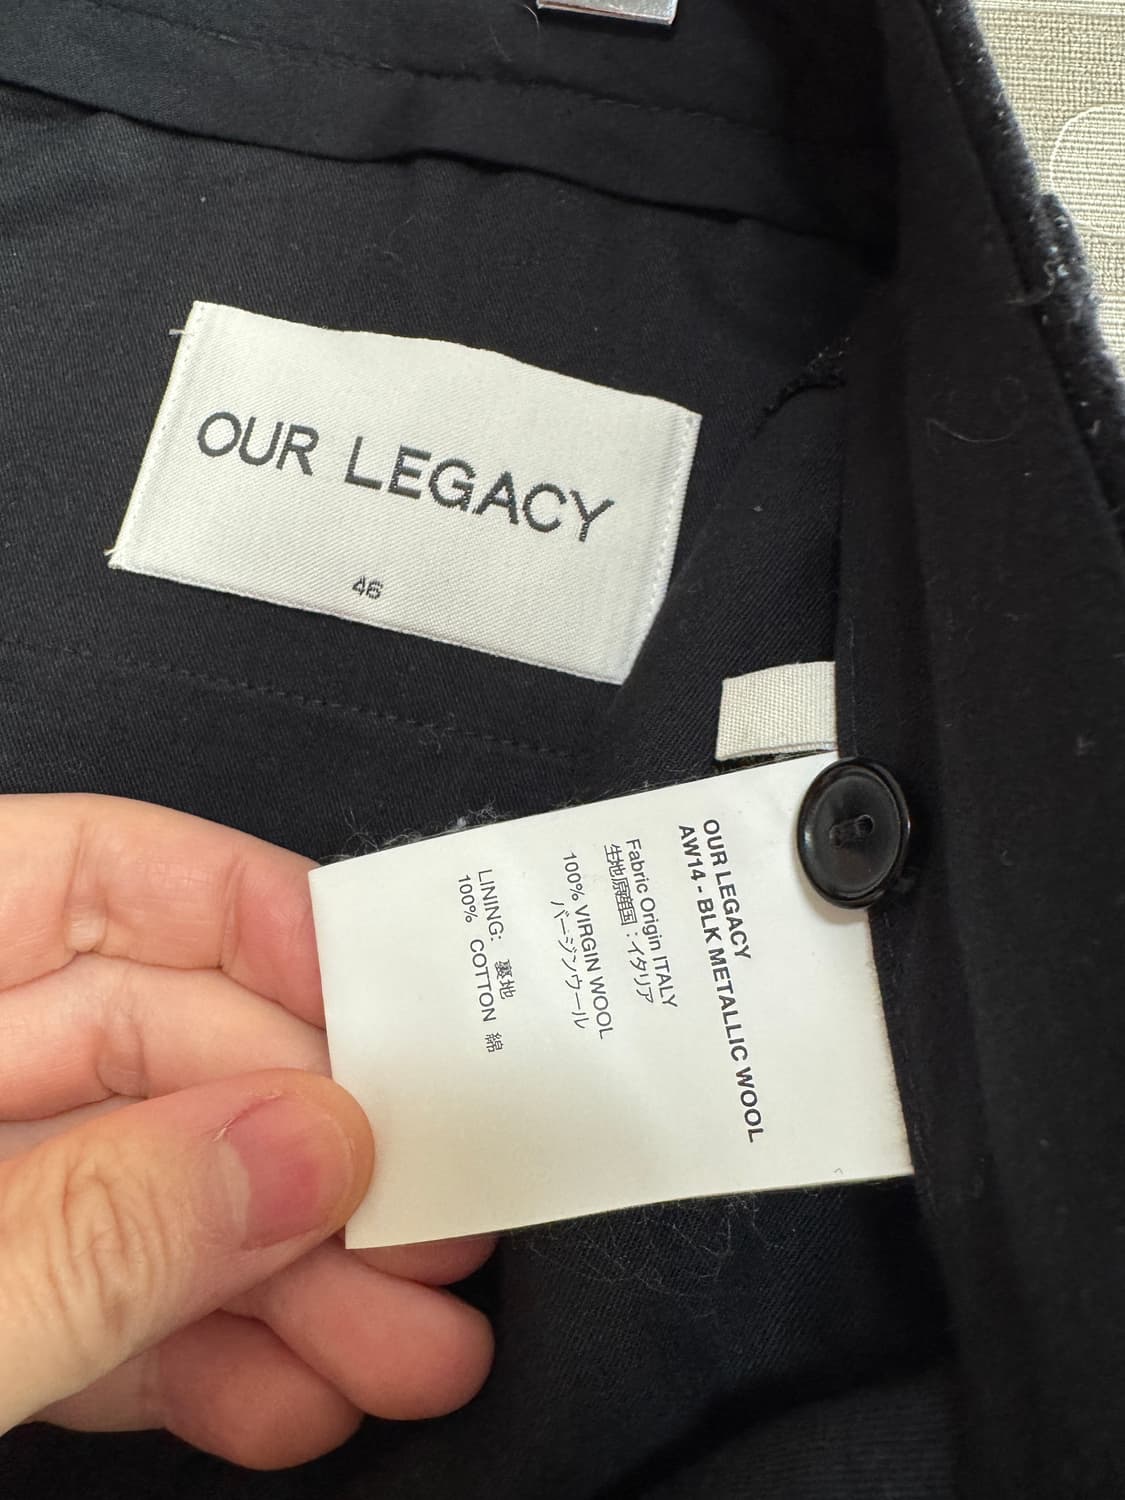 OUR LEGACY
46
OUR LEGACY
AW14 - BLK METALLIC WOOL
Fabric Origin ITALY
生地原産国：イタリア
100% VIRGIN WOOL
バージンウール
LINING: 裏地
100% COTTON 綿